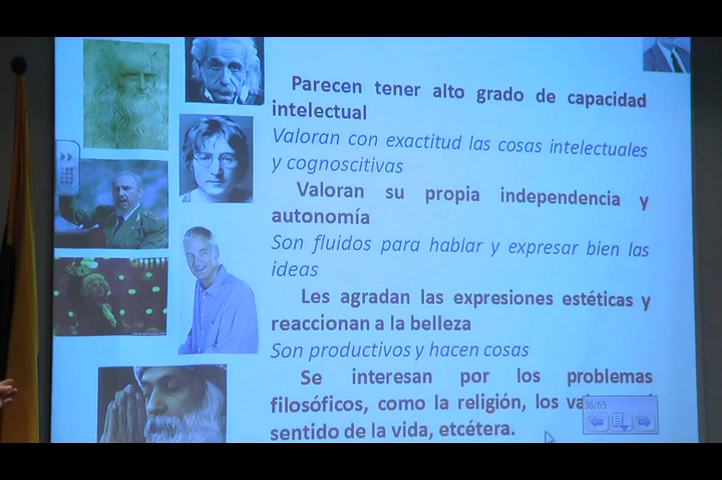 Parecen tener alto grado de capacidad
intelectual
Valoran con exactitud las cosas intelectuales
y cognoscitivas
Valoran su propia independencia y
autonomía
Son fluidos para hablar y expresar bien las
ideas
Les agradan las expresiones estéticas y
reaccionan a la belleza
Son productivos y hacen cosas
Se interesan por los problemas
filosóficos, como la religión, los
36/65
sentido de la vida, etcétera.